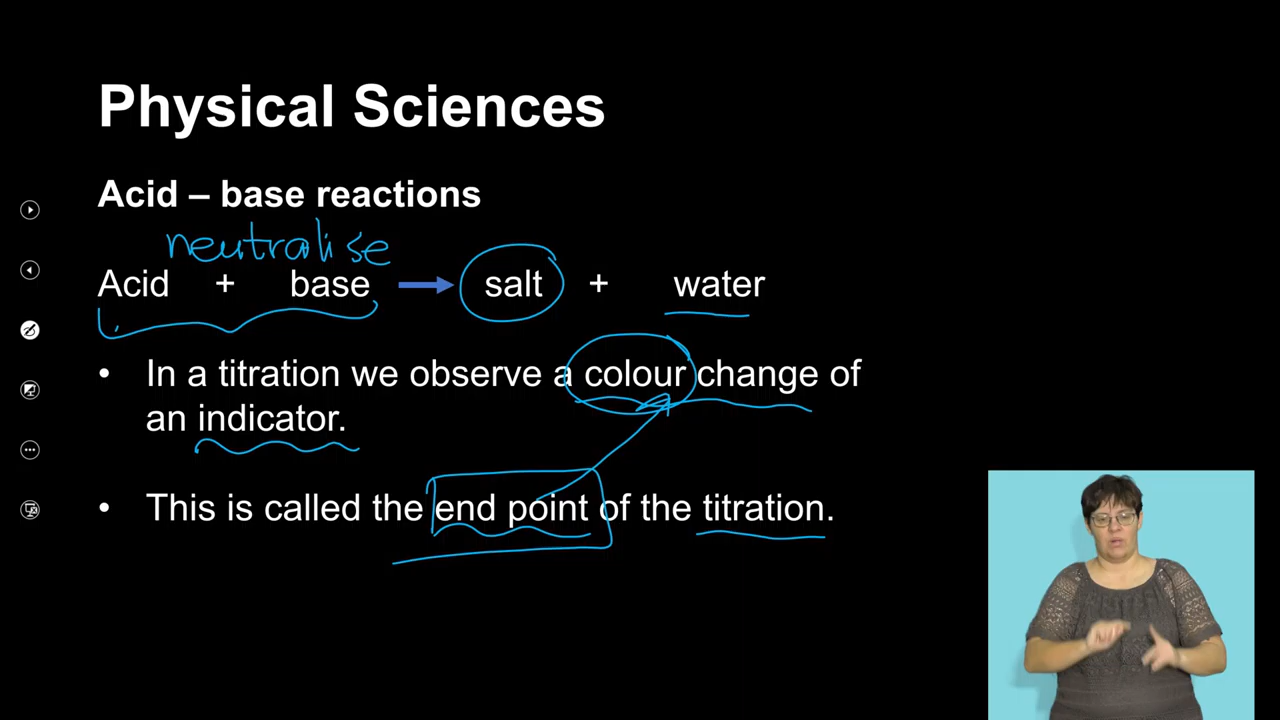 Physical Sciences
Acid – base reactions
neutralise
Acid + base salt + water
• In a titration we observe a colour change of
an indicator.
• This is called the end point of the titration.